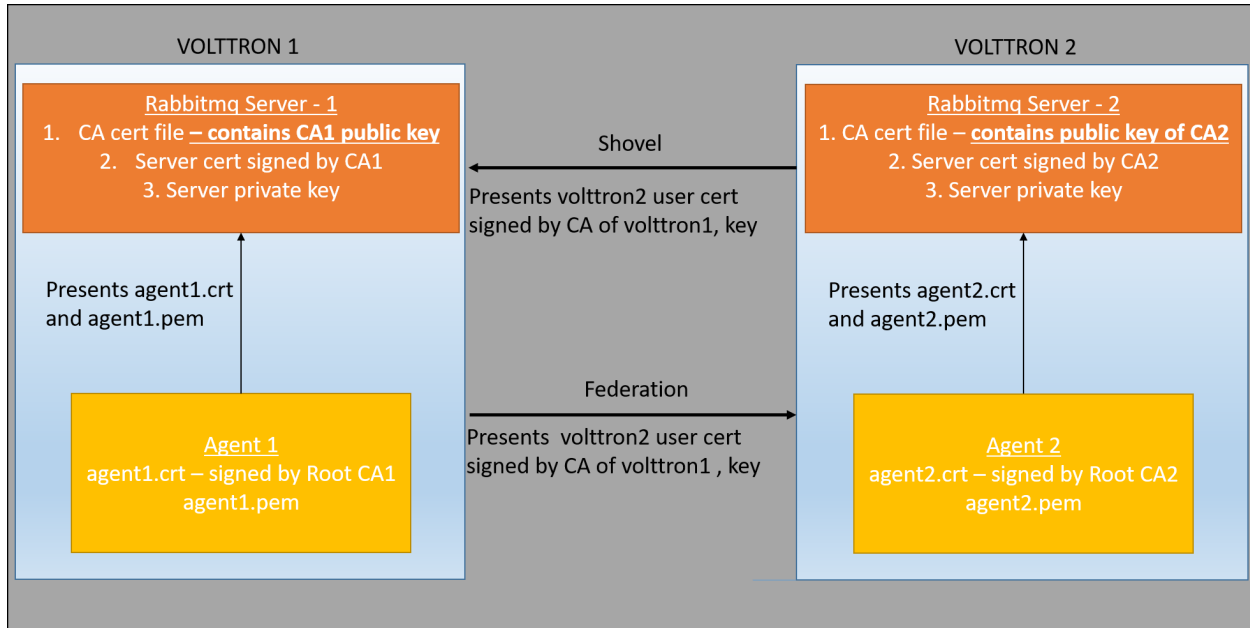 VOLTTRON 1
Rabbitmq Server - 1
1. CA cert file – contains CA1 public key
2. Server cert signed by CA1
3. Server private key
Presents agent1.crt
and agent1.pem
Agent 1
agent1.crt – signed by Root CA1
agent1.pem
Shovel
Presents volttron2 user cert
signed by CA of volttron1, key
Federation
Presents volttron2 user cert
signed by CA of volttron1 , key
VOLTTRON 2
Rabbitmq Server - 2
1. CA cert file – contains public key of CA2
2. Server cert signed by CA2
3. Server private key
Presents agent2.crt
and agent2.pem
Agent 2
agent2.crt – signed by Root CA2
agent2.pem